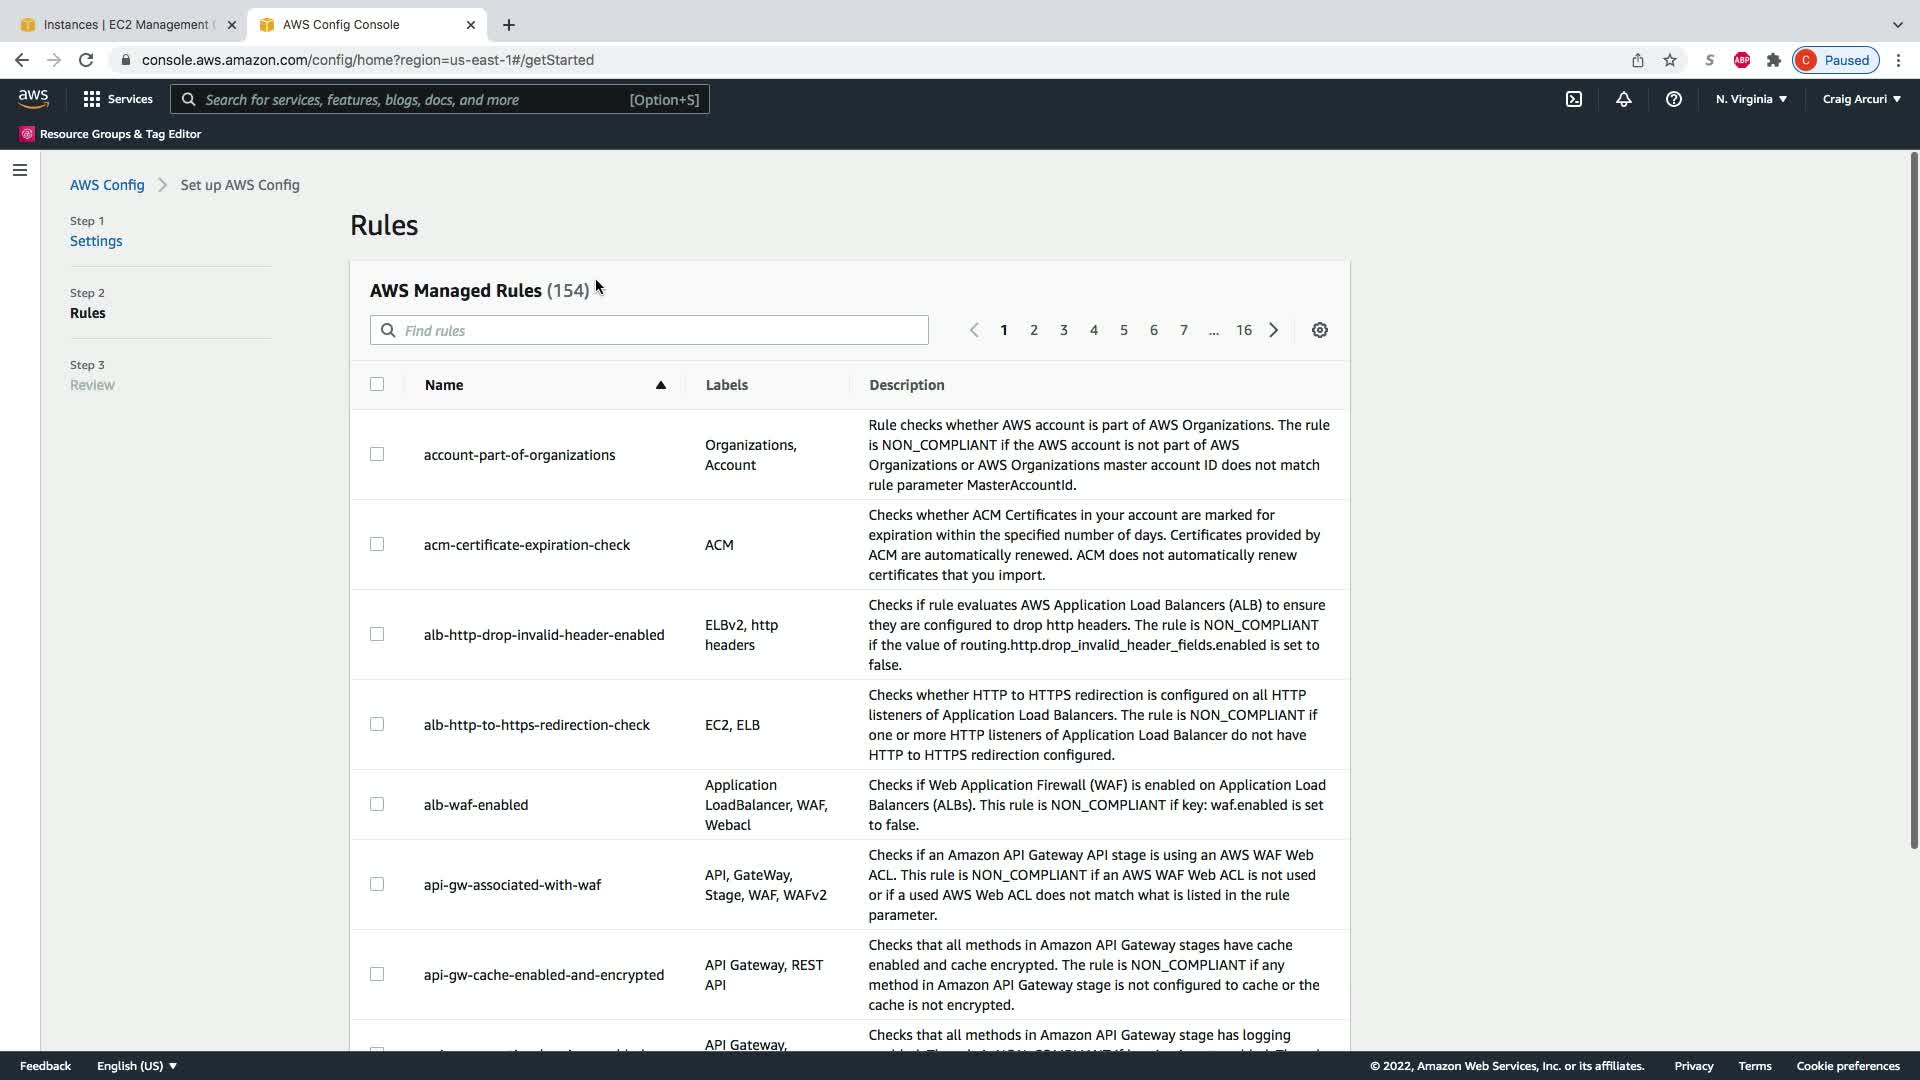 Instances | EC2 Management
AWS Config Console
console.aws.amazon.com/config/home?region=us-east-1#/getStarted
S
ABP
C
Paused
aws
Services
Search for services, features, blogs, docs, and more
[Option+S]
N. Virginia
Craig Arcuri
Resource Groups & Tag Editor
AWS Config
Set up AWS Config
Step 1
Settings
Step 2
Rules
Step 3
Review
Rules
AWS Managed Rules (154)
Find rules
1 2 3 4 5 6 7 ... 16
Name
Labels
Description
account-part-of-organizations
Organizations,
Account
Rule checks whether AWS account is part of AWS Organizations. The rule
is NON_COMPLIANT if the AWS account is not part of AWS
Organizations or AWS Organizations master account ID does not match
rule parameter MasterAccountId.
acm-certificate-expiration-check
ACM
Checks whether ACM Certificates in your account are marked for
expiration within the specified number of days. Certificates provided by
ACM are automatically renewed. ACM does not automatically renew
certificates that you import.
alb-http-drop-invalid-header-enabled
ELBv2, http
headers
Checks if rule evaluates AWS Application Load Balancers (ALB) to ensure
they are configured to drop http headers. The rule is NON_COMPLIANT
if the value of routing.http.drop_invalid_header_fields.enabled is set to
false.
alb-http-to-https-redirection-check
EC2, ELB
Checks whether HTTP to HTTPS redirection is configured on all HTTP
listeners of Application Load Balancers. The rule is NON_COMPLIANT if
one or more HTTP listeners of Application Load Balancer do not have
HTTP to HTTPS redirection configured.
alb-waf-enabled
Application
LoadBalancer, WAF,
Webacl
Checks if Web Application Firewall (WAF) is enabled on Application Load
Balancers (ALBs). This rule is NON_COMPLIANT if key: waf.enabled is set
to false.
api-gw-associated-with-waf
API, GateWay,
Stage, WAF, WAFv2
Checks if an Amazon API Gateway API stage is using an AWS WAF Web
ACL. This rule is NON_COMPLIANT if an AWS WAF Web ACL is not used
or if a used AWS Web ACL does not match what is listed in the rule
parameter.
api-gw-cache-enabled-and-encrypted
API Gateway, REST
API
Checks that all methods in Amazon API Gateway stages have cache
enabled and cache encrypted. The rule is NON_COMPLIANT if any
method in Amazon API Gateway stage is not configured to cache or the
cache is not encrypted.
API Gateway,
Checks that all methods in Amazon API Gateway stage has logging
Feedback
English (US)
© 2022, Amazon Web Services, Inc. or its affiliates.
Privacy
Terms
Cookie preferences